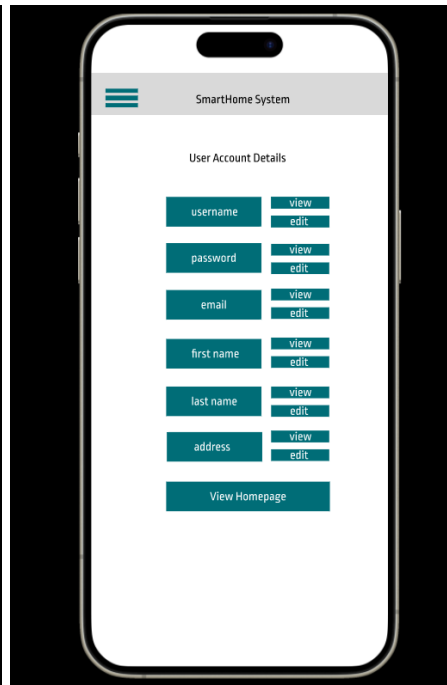 SmartHome System
User Account Details
username
view
edit
password
view
edit
email
view
edit
first name
view
edit
last name
view
edit
address
view
edit
View Homepage